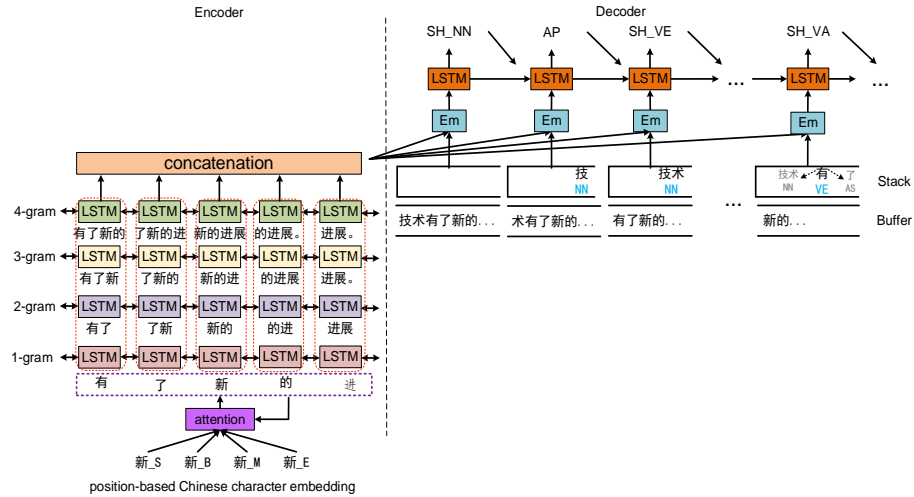 Encoder
Decoder
SH_NN AP SH_VE SH_VA
LSTM LSTM LSTM ... LSTM ...
Em Em Em Em
concatenation
技 技术 技术 有 了
NN NN NN VE AS
Stack
...
技术有了新的... 术有了新的... 有了新的... 新的...
Buffer
4-gram LSTM LSTM LSTM LSTM LSTM
有了新的 了新的进 新的进展 的进展。 进展。
3-gram LSTM LSTM LSTM LSTM LSTM
有了新 了新的 新的进 的进展 进展。
2-gram LSTM LSTM LSTM LSTM LSTM
有了 了新 新的 的进 进展
1-gram LSTM LSTM LSTM LSTM LSTM
有 了 新 的 进
attention
新_S 新_B 新_M 新_E
position-based Chinese character embedding